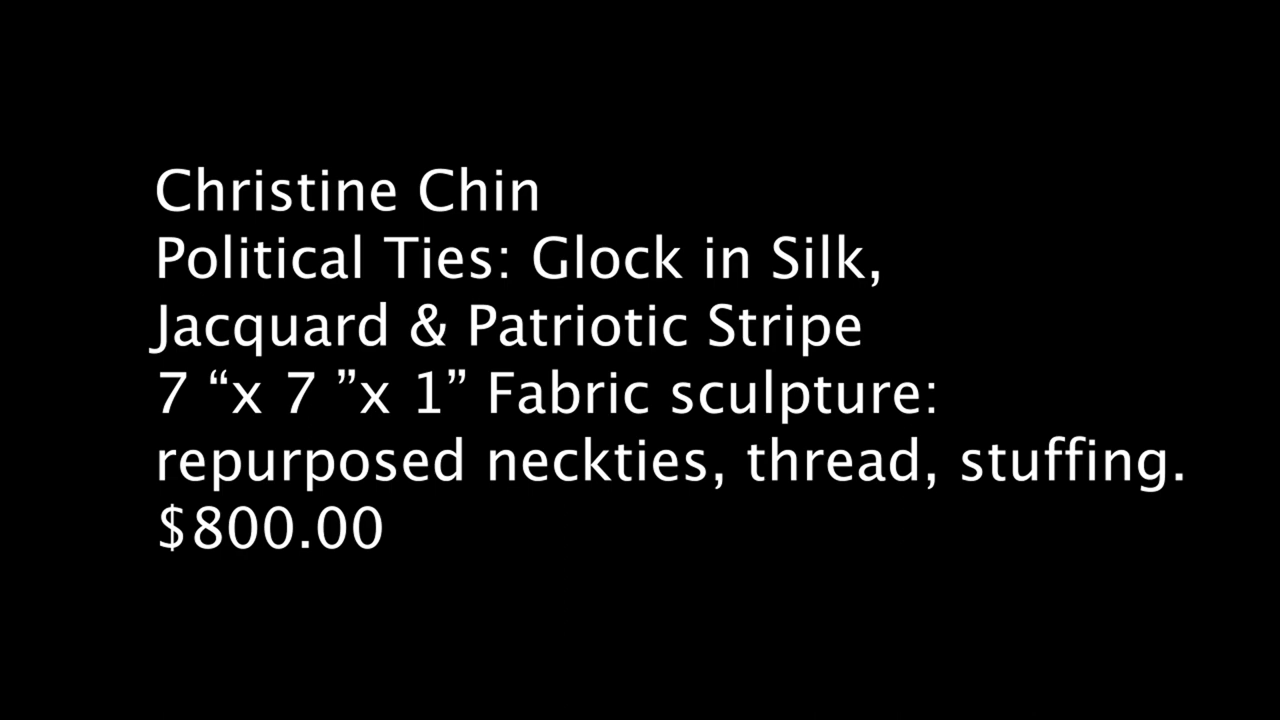 Christine Chin
Political Ties: Glock in Silk,
Jacquard & Patriotic Stripe
7 “x 7 ”x 1” Fabric sculpture:
repurposed neckties, thread, stuffing.
$800.00